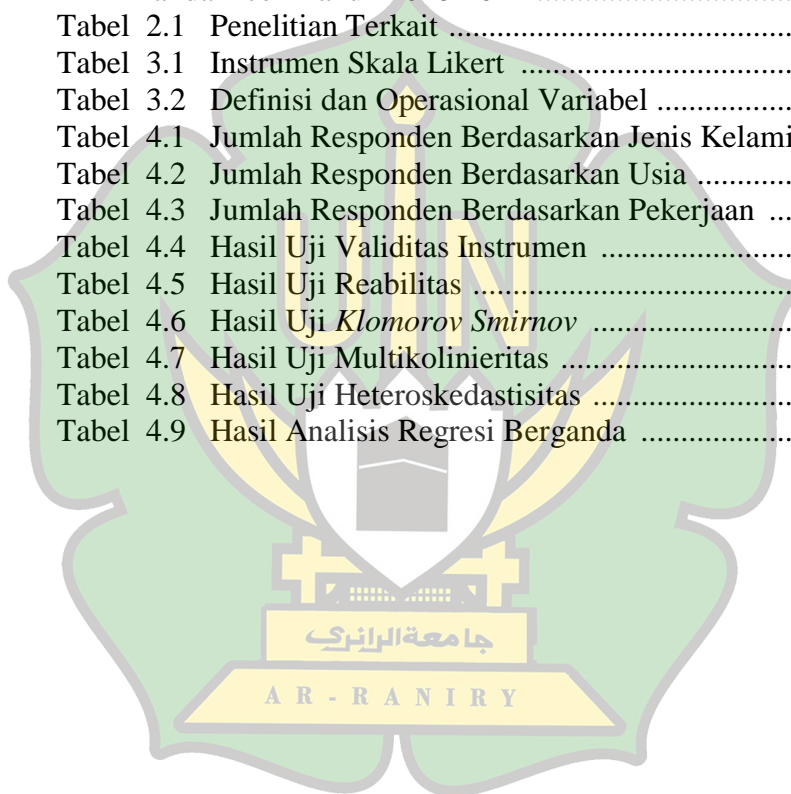 Tabel 2.1 Penelitian Terkait ........................................
Tabel 3.1 Instrumen Skala Likert ...............................
Tabel 3.2 Definisi dan Operasional Variabel ...............
Tabel 4.1 Jumlah Responden Berdasarkan Jenis Kelami
Tabel 4.2 Jumlah Responden Berdasarkan Usia ..........
Tabel 4.3 Jumlah Responden Berdasarkan Pekerjaan ...
Tabel 4.4 Hasil Uji Validitas Instrumen .....................
Tabel 4.5 Hasil Uji Reabilitas ....................................
Tabel 4.6 Hasil Uji Klomorov Smirnov ......................
Tabel 4.7 Hasil Uji Multikolinieritas ..........................
Tabel 4.8 Hasil Uji Heteroskedastisitas ......................
Tabel 4.9 Hasil Analisis Regresi Berganda .................
UIN
جامعةالرانري
AR-RANIRY